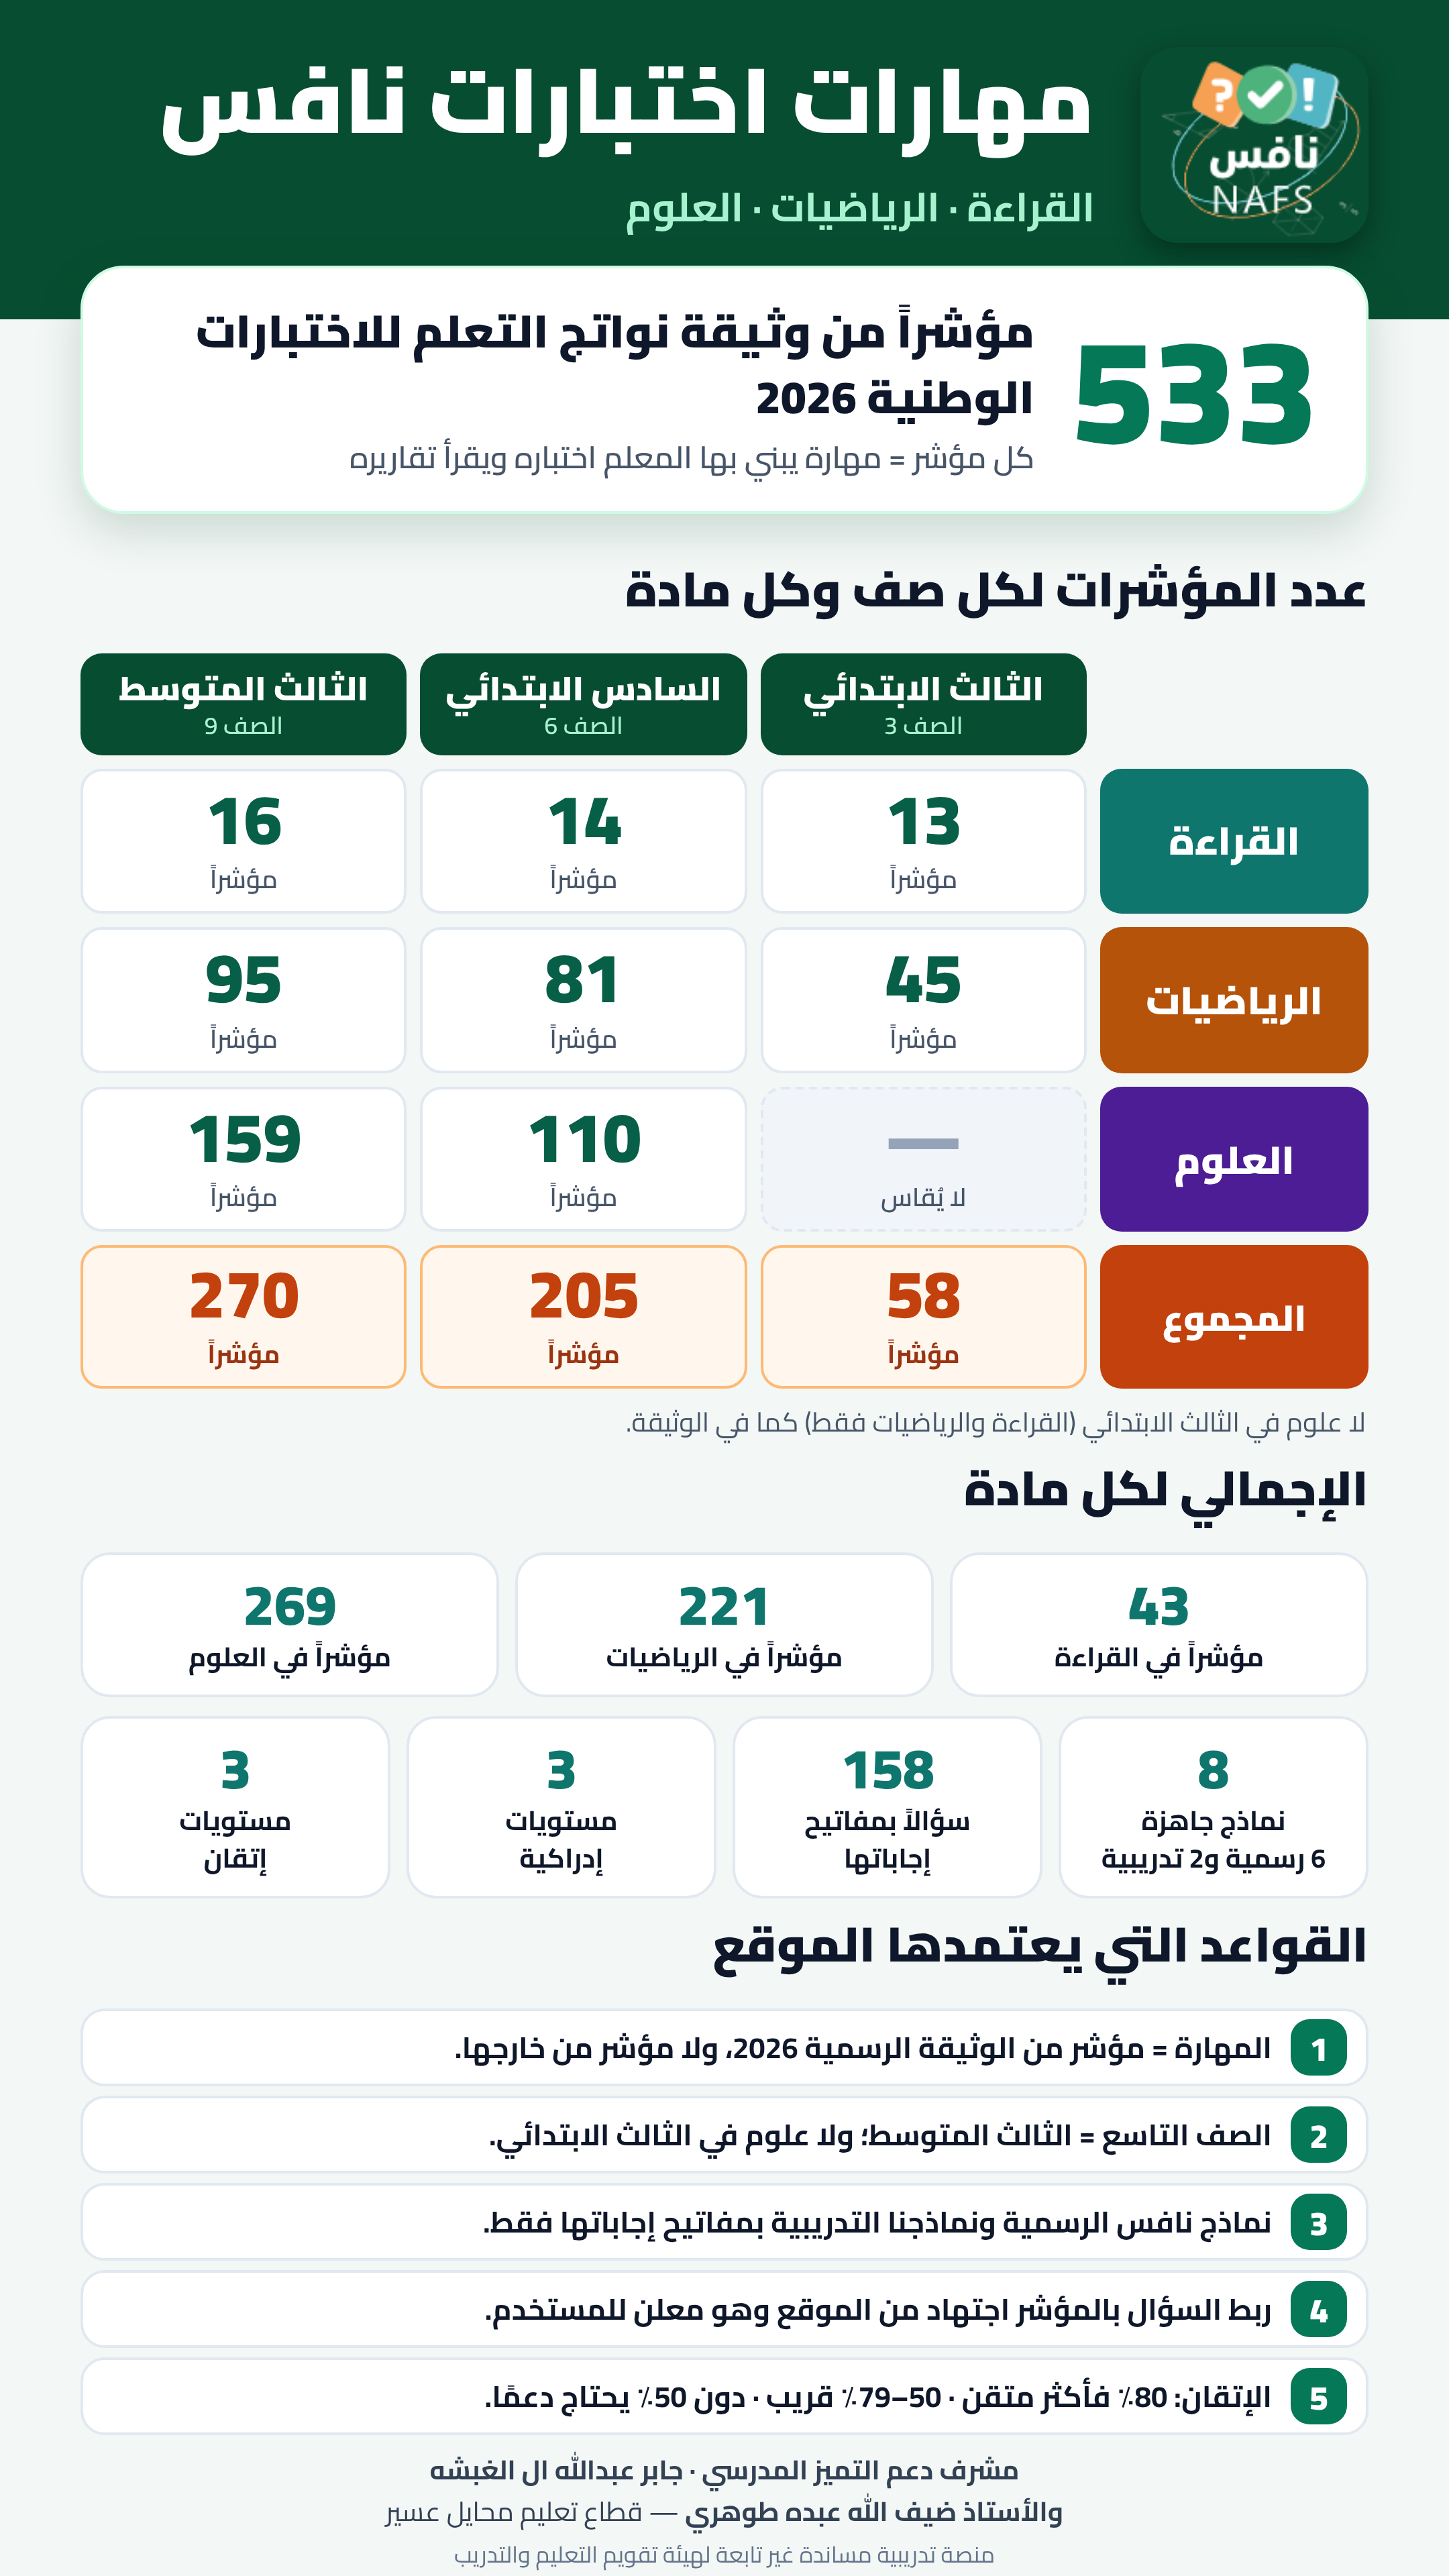 نافس
NAFS
مهارات اختبارات نافس
القراءة · الرياضيات · العلوم
533
مؤشراً من وثيقة نواتج التعلم للاختبارات
الوطنية 2026
كل مؤشر = مهارة يبني بها المعلم اختباره ويقرأ تقاريره
عدد المؤشرات لكل صف وكل مادة
الثالث الابتدائي
الصف 3
السادس الابتدائي
الصف 6
الثالث المتوسط
الصف 9
القراءة
13
مؤشراً
14
مؤشراً
16
مؤشراً
الرياضيات
45
مؤشراً
81
مؤشراً
95
مؤشراً
العلوم
—
لا يُقاس
110
مؤشراً
159
مؤشراً
المجموع
58
مؤشراً
205
مؤشراً
270
مؤشراً
لا علوم في الثالث الابتدائي (القراءة والرياضيات فقط) كما في الوثيقة.
الإجمالي لكل مادة
43
مؤشراً في القراءة
221
مؤشراً في الرياضيات
269
مؤشراً في العلوم
8
نماذج جاهزة
6 رسمية و2 تدريبية
158
سؤالاً بمفاتيح
إجاباتها
3
مستويات
إدراكية
3
مستويات
إتقان
القواعد التي يعتمدها الموقع
1 المهارة = مؤشر من الوثيقة الرسمية 2026، ولا مؤشر من خارجها.
2 الصف التاسع = الثالث المتوسط؛ ولا علوم في الثالث الابتدائي.
3 نماذج نافس الرسمية ونماذجنا التدريبية بمفاتيح إجاباتها فقط.
4 ربط السؤال بالمؤشر اجتهاد من الموقع وهو معلن للمستخدم.
5 الإتقان: 80٪ فأكثر متقن · 50–79٪ قريب · دون 50٪ يحتاج دعمًا.
مشرف دعم التميز المدرسي · جابر عبدالله ال الغبشه
والأستاذ ضيف الله عبده طوهري — قطاع تعليم محايل عسير
منصة تدريبية مساندة غير تابعة لهيئة تقويم التعليم والتدريب